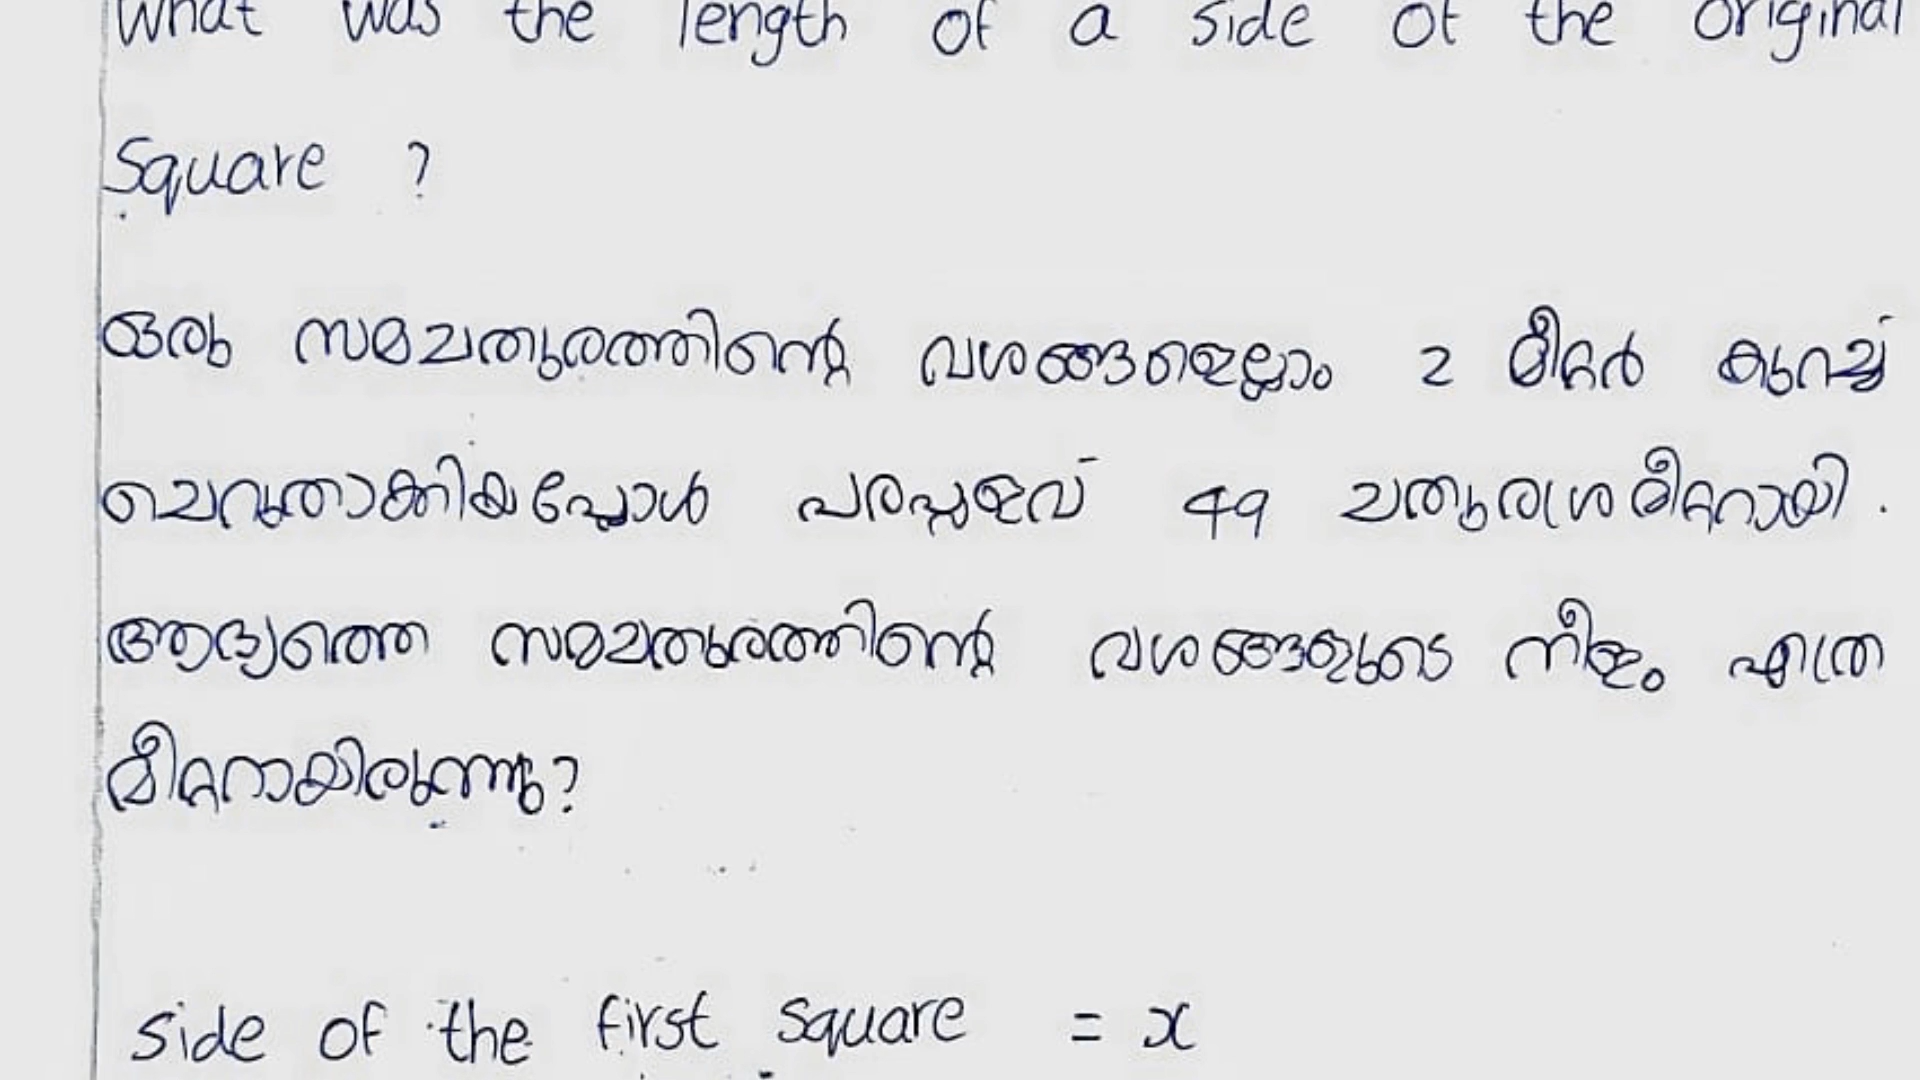 What was the length of a side of the original
Square ?
ഒരു സമചതുരത്തിന്റെ വശങ്ങളെല്ലാം 2 മീറ്റർ കുറച്ച്
ചെറുതാക്കിയപ്പോൾ പരപ്പളവ് 49 ചതുരശ്രമീറ്ററായി.
ആദ്യത്തെ സമചതുരത്തിന്റെ വശങ്ങളുടെ നീളം എത്ര
മീറ്ററായിരുന്നു?
Side of the first square = x